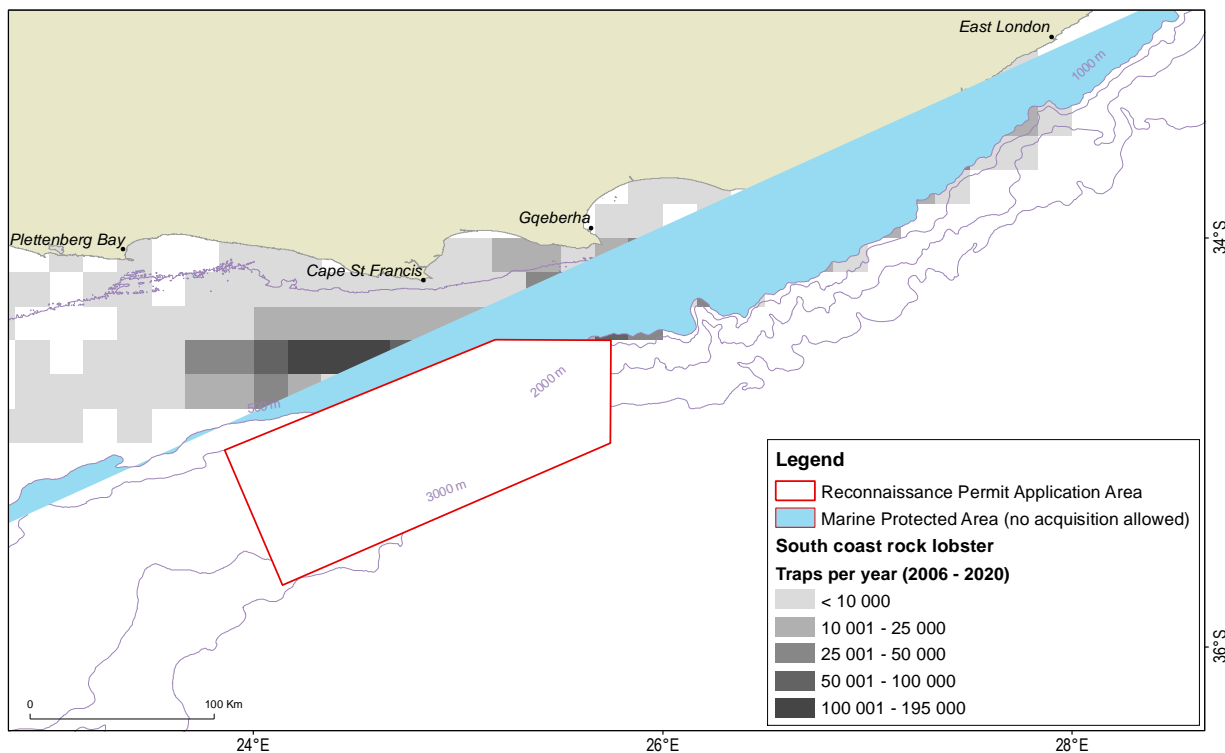 East London
1000 m
Gqeberha
Plettenberg Bay
Cape St Francis
34°S
2000 m
500 m
3000 m
Legend
Reconnaissance Permit Application Area
Marine Protected Area (no acquisition allowed)
South coast rock lobster
Traps per year (2006 - 2020)
< 10 000
10 001 - 25 000
25 001 - 50 000
50 001 - 100 000
100 001 - 195 000
36°S
0 100 Km
24°E 26°E 28°E